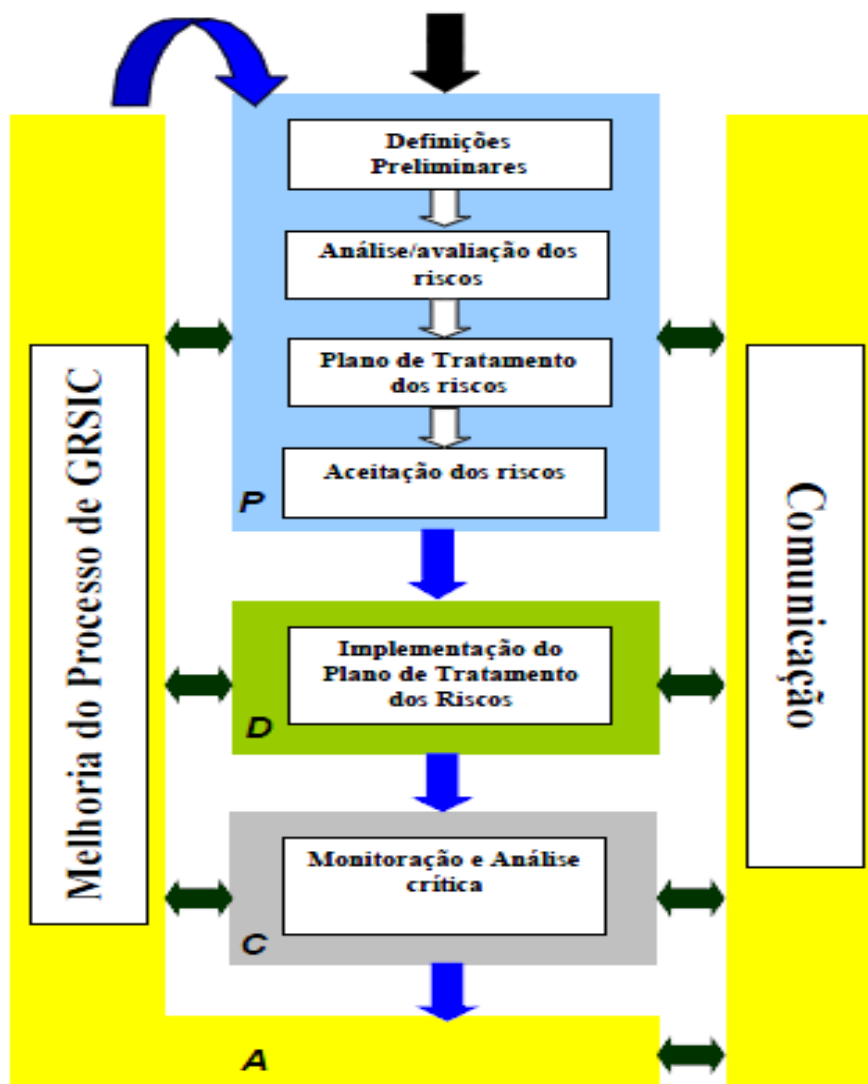 Definições
Preliminares
Análise/avaliação dos
riscos
Plano de Tratamento
dos riscos
Aceitação dos riscos
P
Melhoria do Processo de GRSIC
Comunicação
Implementação do
Plano de Tratamento
dos Riscos
D
Monitoração e Análise
crítica
C
A